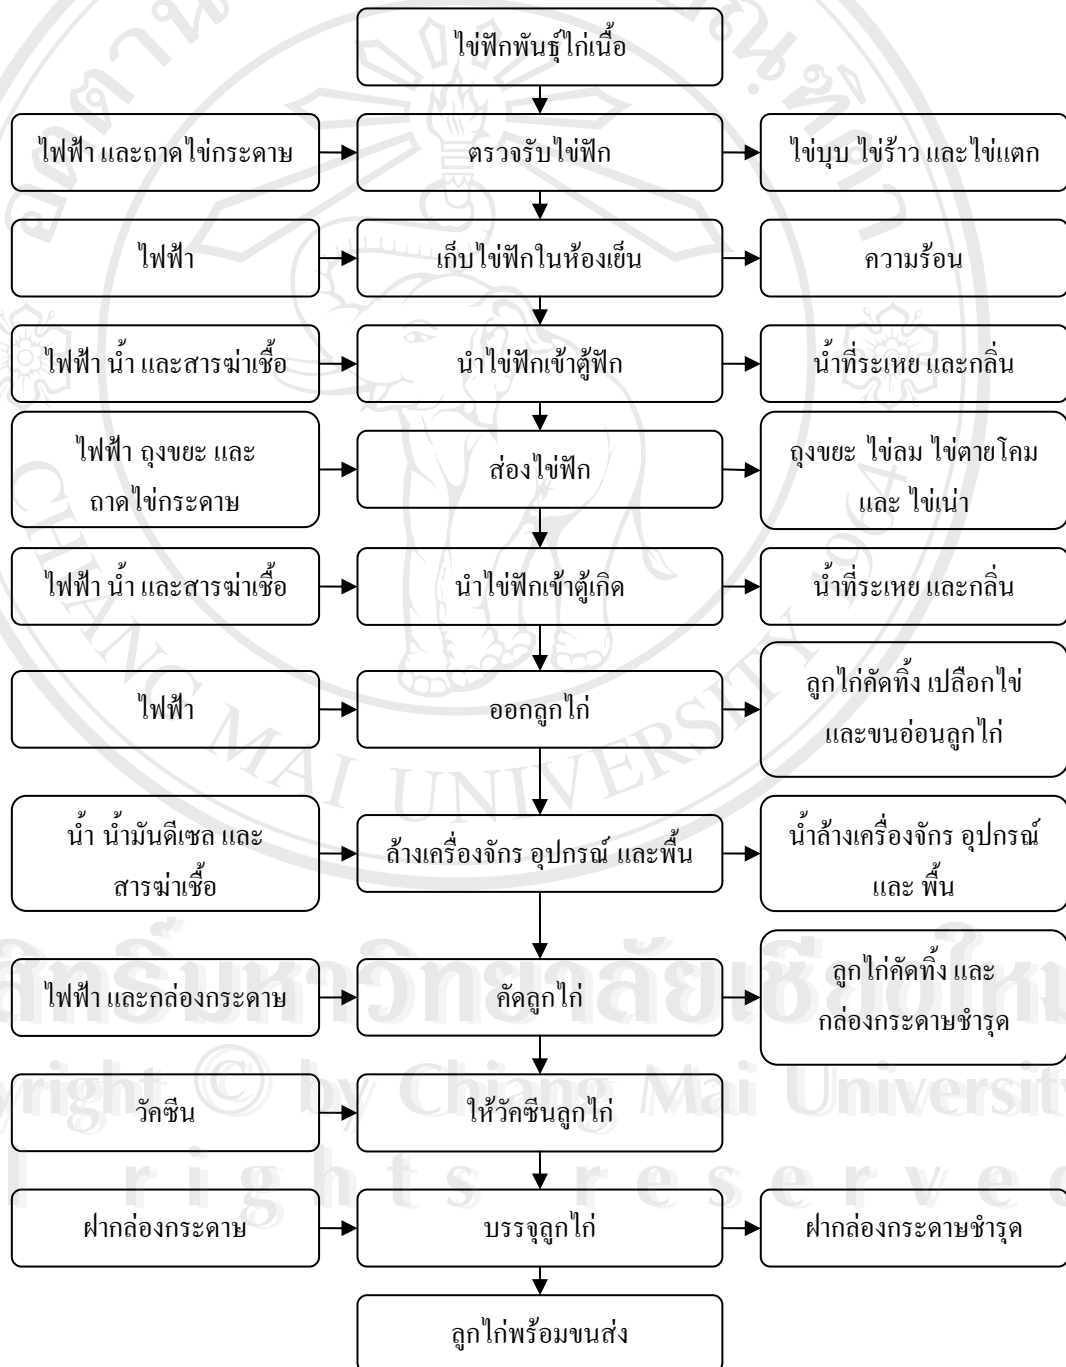 ไข่ฟักพันธุ์ไก่เนื้อ
ไฟฟ้า และถาดไข่กระดาษ
ตรวจรับไข่ฟัก
ไข่บุบ ไข่ร้าว และไข่แตก
ไฟฟ้า
เก็บไข่ฟักในห้องเย็น
ความร้อน
ไฟฟ้า น้ำ และสารฆ่าเชื้อ
นำไข่ฟักเข้าตู้ฟัก
น้ำที่ระเหย และกลิ่น
ไฟฟ้า ถุงขยะ และ
ถาดไข่กระดาษ
ส่องไข่ฟัก
ถุงขยะ ไข่ลม ไข่ตายโคม
และ ไข่เน่า
ไฟฟ้า น้ำ และสารฆ่าเชื้อ
นำไข่ฟักเข้าตู้เกิด
น้ำที่ระเหย และกลิ่น
ไฟฟ้า
ออกลูกไก่
ลูกไก่คัดทิ้ง เปลือกไข่
และขนอ่อนลูกไก่
น้ำ น้ำมันดีเซล และ
สารฆ่าเชื้อ
ล้างเครื่องจักร อุปกรณ์ และพื้น
น้ำล้างเครื่องจักร อุปกรณ์
และ พื้น
ไฟฟ้า และกล่องกระดาษ
คัดลูกไก่
ลูกไก่คัดทิ้ง และ
กล่องกระดาษชำรุด
วัคซีน
ให้วัคซีนลูกไก่
ฝากล่องกระดาษ
บรรจุลูกไก่
ฝากล่องกระดาษชำรุด
ลูกไก่พร้อมขนส่ง
CHIANG MAI UNIVERSITY 1964
by Chiang Mai University
rights reserved